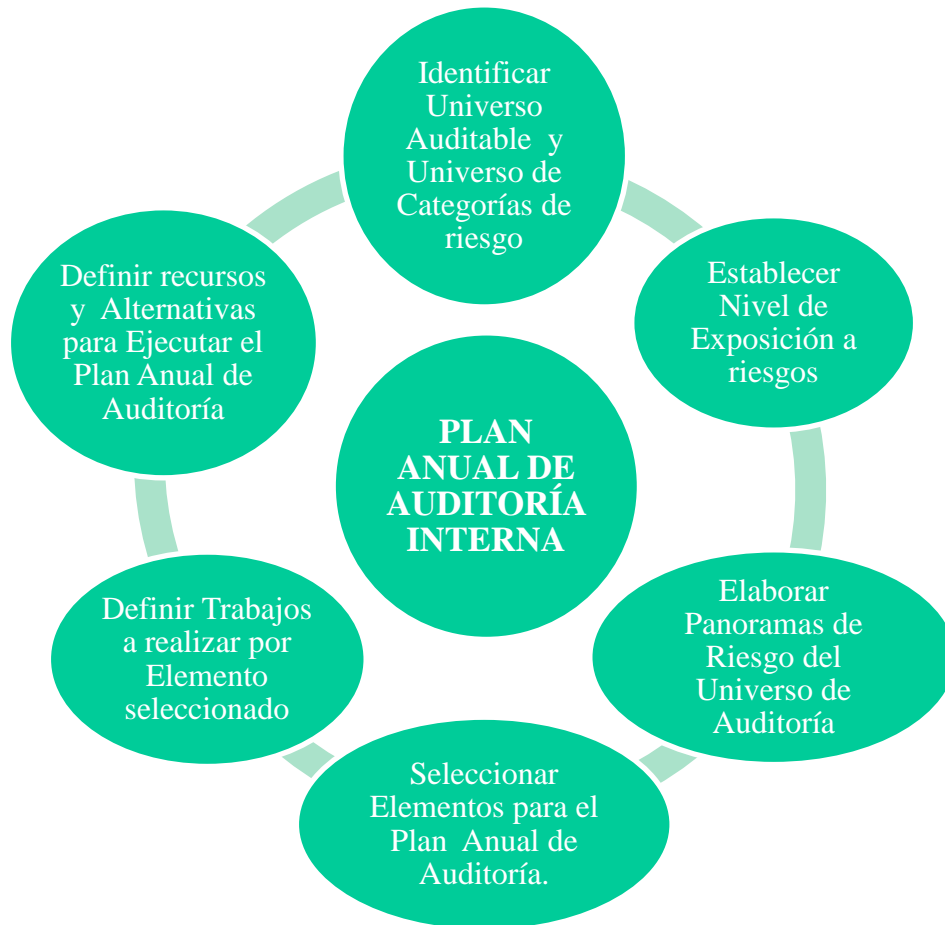 Identificar
Universo
Auditable y
Universo de
Categorías de
riesgo
Establecer
Nivel de
Exposición a
riesgos
Elaborar
Panoramas de
Riesgo del
Universo de
Auditoría
Seleccionar
Elementos para el
Plan Anual de
Auditoría.
Definir Trabajos
a realizar por
Elemento
seleccionado
Definir recursos
y Alternativas
para Ejecutar el
Plan Anual de
Auditoría
PLAN
ANUAL DE
AUDITORÍA
INTERNA